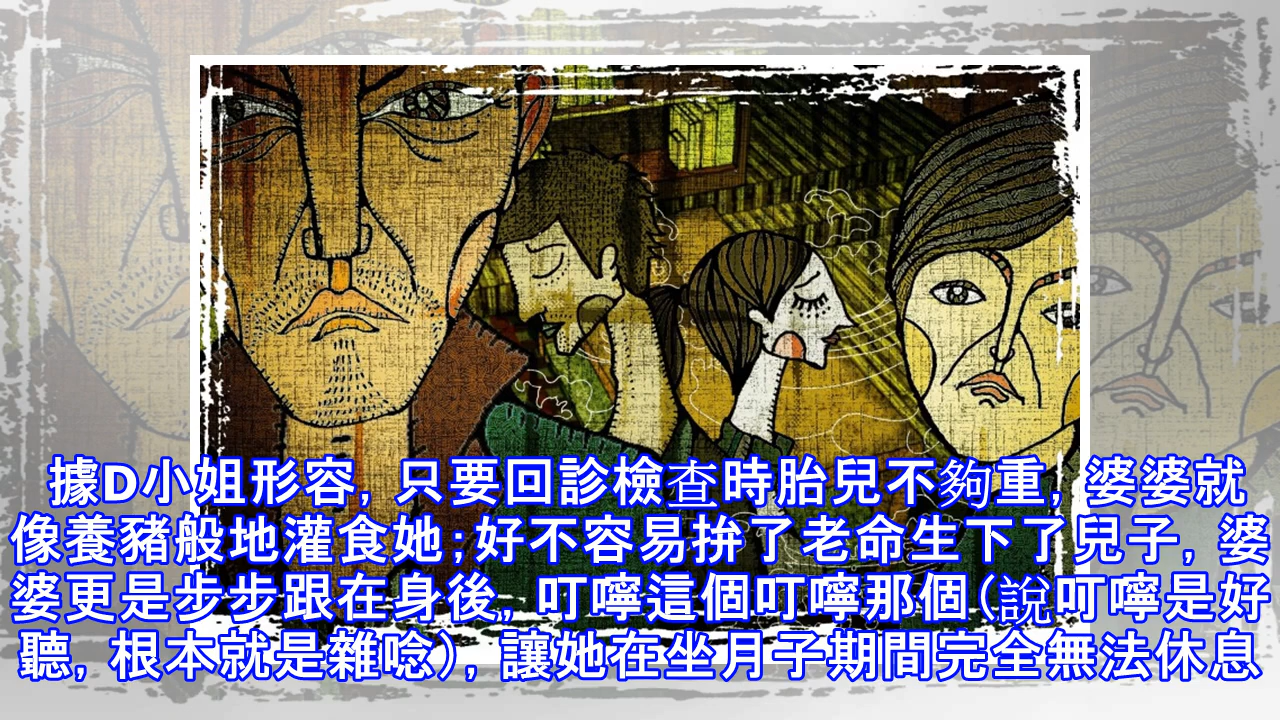 據D小姐形容, 只要回診檢查時胎兒不夠重, 婆婆就
像養豬般地灌食她;好不容易拚了老命生下了兒子, 婆
婆更是步步跟在身後, 叮嚀這個叮嚀那個(說叮嚀是好
聽, 根本就是雜唸), 讓她在坐月子期間完全無法休息